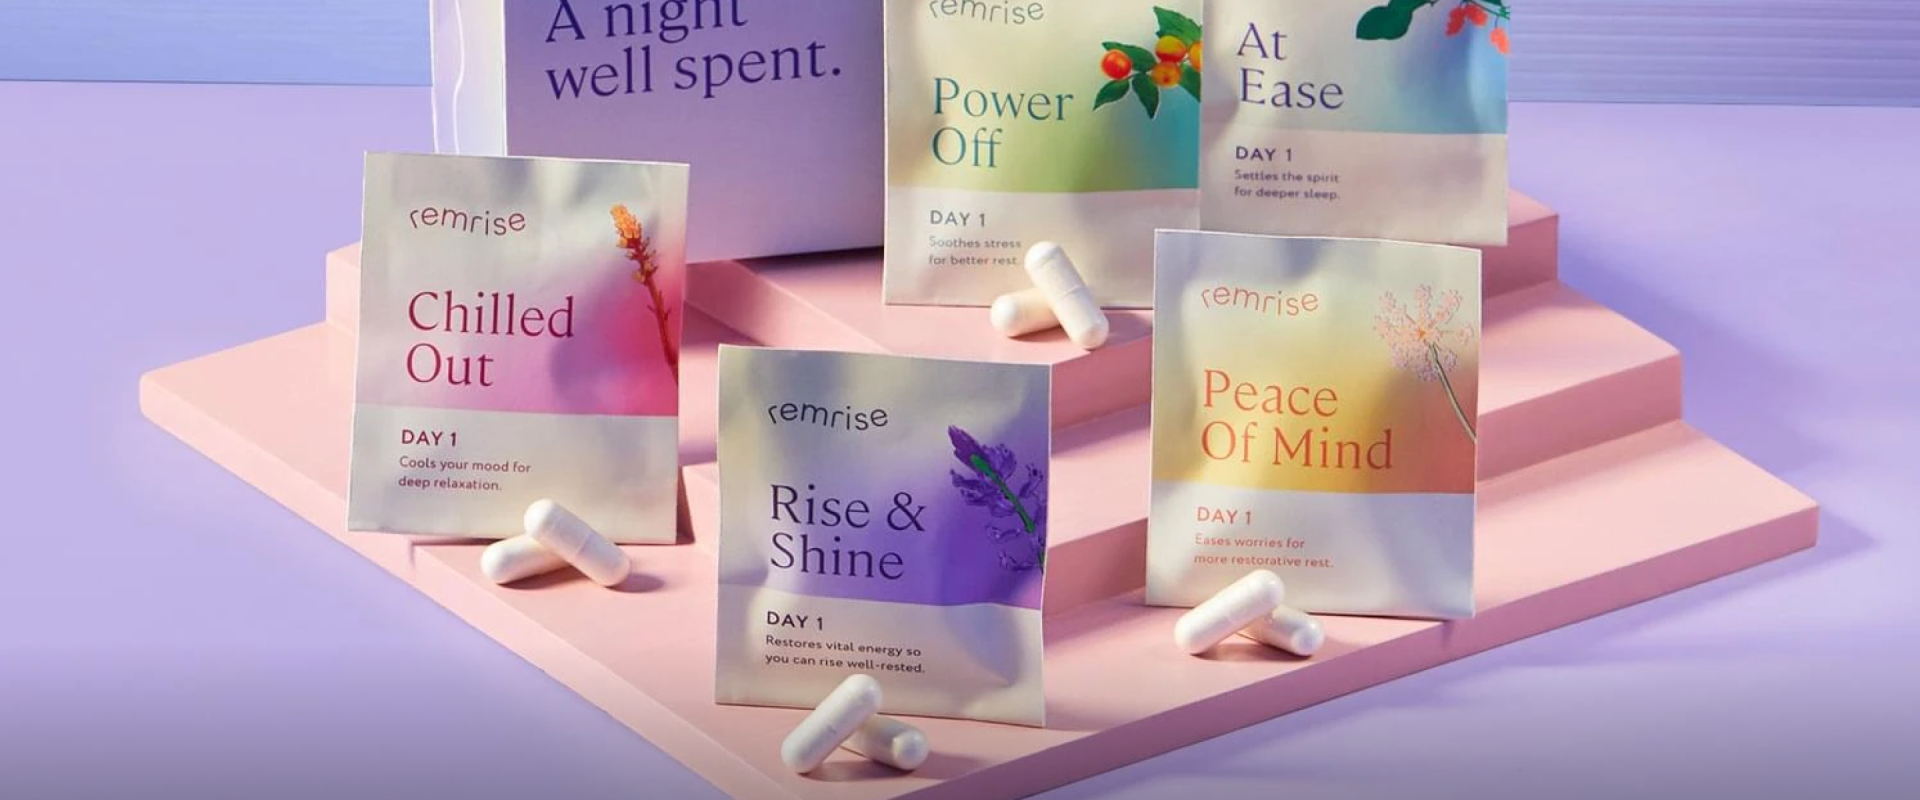 A night
well spent.
remrise
Power
Off
DAY 1
Soothes stress
for better rest.
At
Ease
DAY 1
Settles the spirit
for deeper sleep.
remrise
Chilled
Out
DAY 1
Cools your mood for
deep relaxation.
remrise
Rise &
Shine
DAY 1
Restores vital energy so
you can rise well-rested.
remrise
Peace
Of Mind
DAY 1
Eases worries for
more restorative rest.